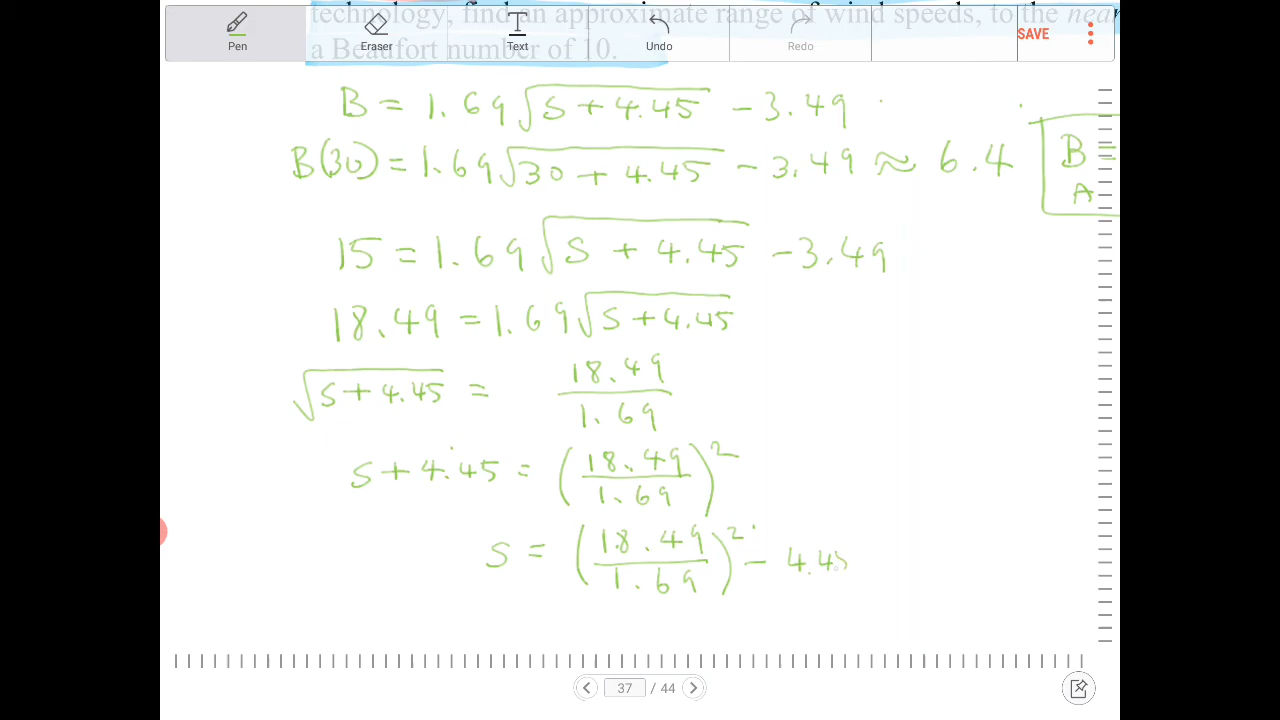 technology, find an approximate range of wind speeds, to the near
a Beaufort number of 10.
Pen
Eraser
Text
Undo
Redo
SAVE
B = 1.69√(s + 4.45) − 3.49
B(30) = 1.69√(30 + 4.45) − 3.49 ≈ 6.4
B =
A
15 = 1.69√(s + 4.45) − 3.49
18.49 = 1.69√(s + 4.45)
√(s + 4.45) = 18.49/1.69
s + 4.45 = (18.49/1.69)²
s = (18.49/1.69)² − 4.45
37 / 44